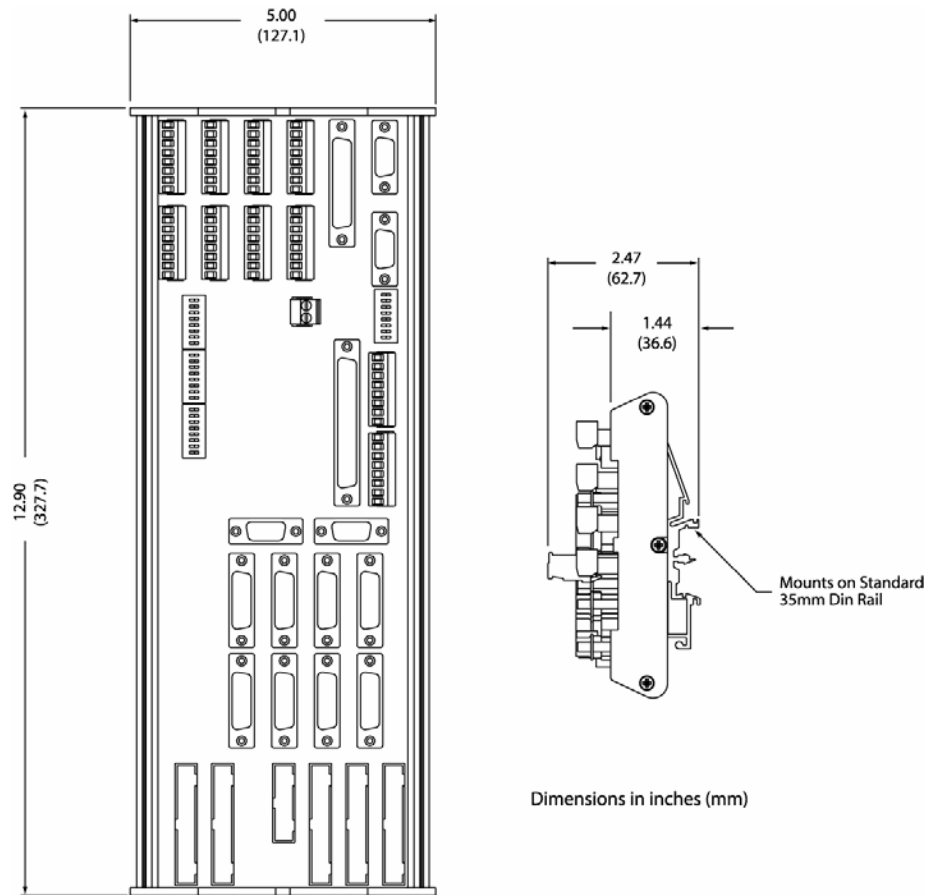 5.00
(127.1)
2.47
(62.7)
1.44
(36.6)
12.90
(327.7)
Mounts on Standard
35mm Din Rail
Dimensions in inches (mm)